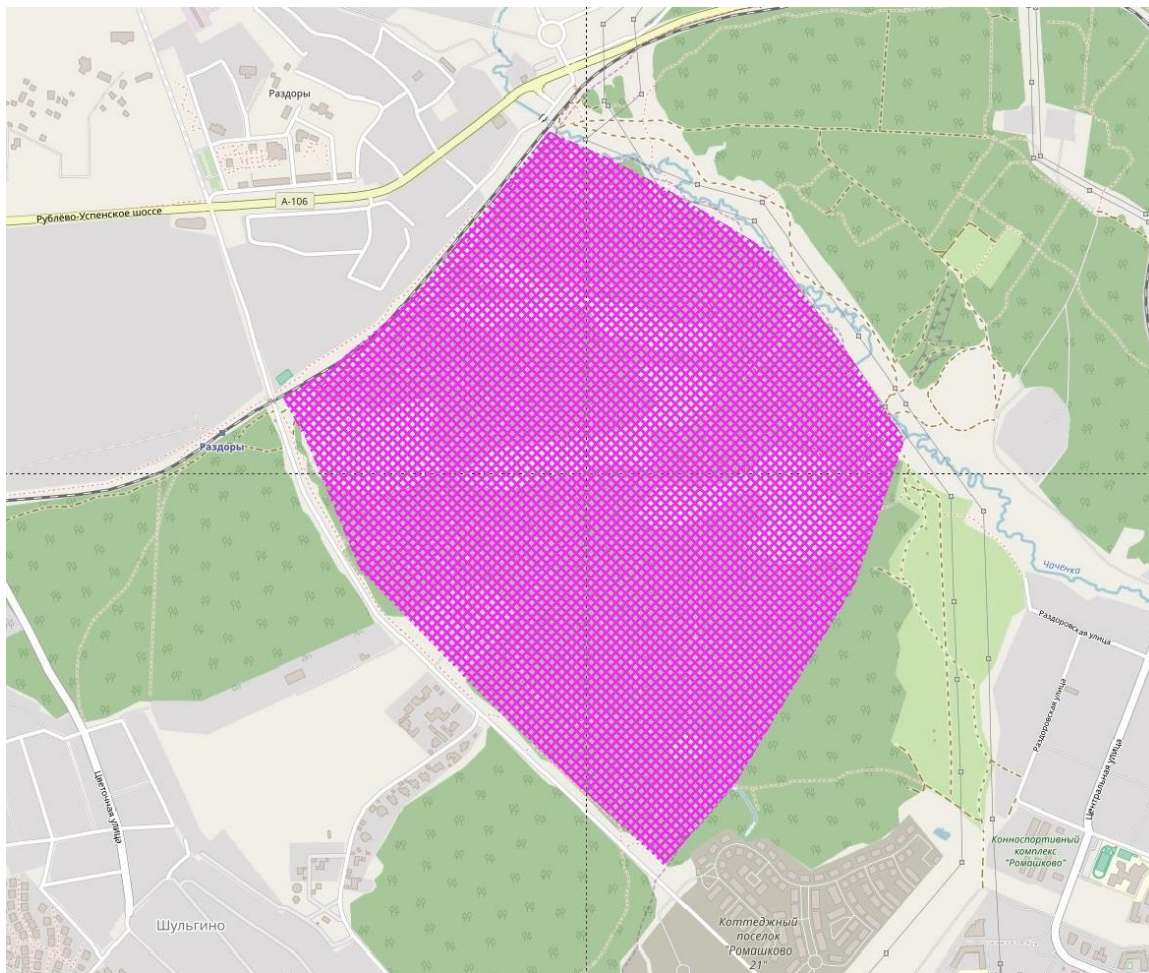 Раздоры
А-106
Рублёво-Успенское шоссе
Раздоры
Чаченка
Раздоровская улица
Раздоровская улица
Центральная улица
Цветочная улица
Конноспортивный
комплекс
"Ромашково"
Шульгино
Коттеджный
поселок
"Ромашково
21"